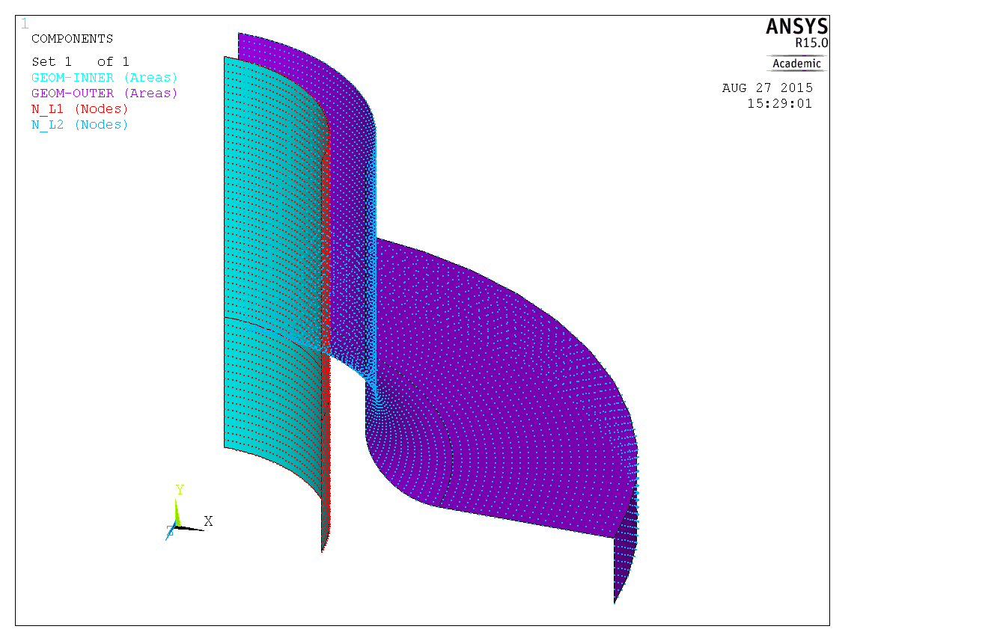 1
COMPONENTS
Set 1 of 1
GEOM-INNER (Areas)
GEOM-OUTER (Areas)
N_L1 (Nodes)
N_L2 (Nodes)
ANSYS
R15.0
Academic
AUG 27 2015
15:29:01
Y
X
Z